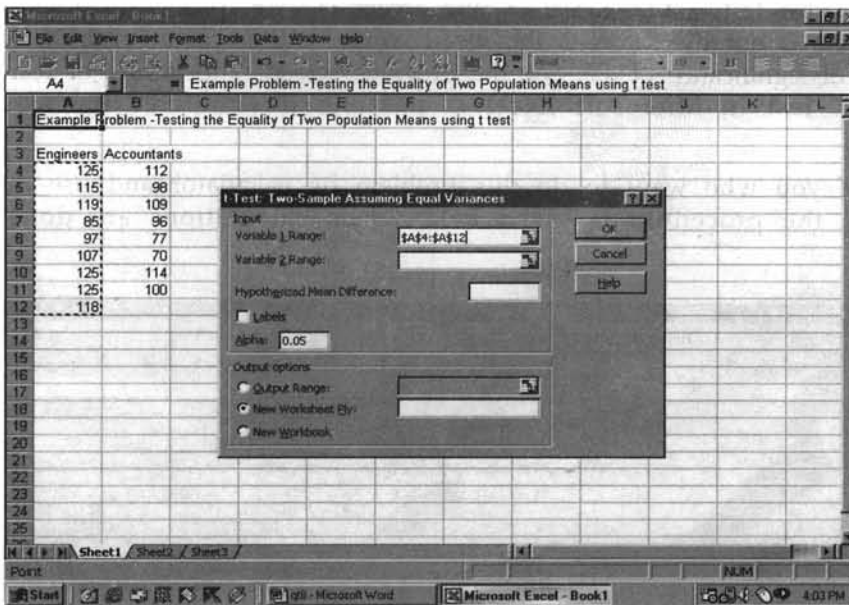 Microsoft Excel - Book1
File Edit View Insert Format Tools Data Window Help
A4 = Example Problem -Testing the Equality of Two Population Means using t test
A B C D E F G H I J K L
1 Example Problem -Testing the Equality of Two Population Means using t test
2
3 Engineers Accountants
4 125 112
5 115 98
6 119 109
7 85 96
8 97 77
9 107 70
10 125 114
11 125 100
12 118
13
14
15
16
17
18
19
20
21
22
23
24
25
t-Test: Two-Sample Assuming Equal Variances
Input
Variable 1 Range: $A$4:$A$12
Variable 2 Range:
Hypothesized Mean Difference:
Labels
Alpha: 0.05
Output options
Output Range:
New Worksheet Ply:
New Workbook
OK
Cancel
Help
Sheet1 / Sheet2 / Sheet3 /
Point NUM
Start - Microsoft Word Microsoft Excel - Book1 4:03 PM